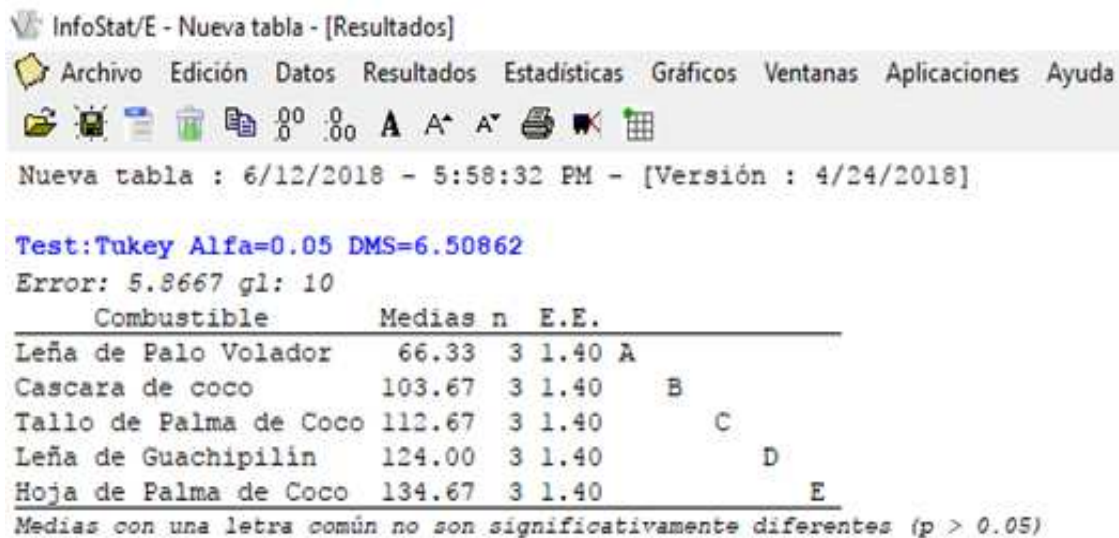 InfoStat/E - Nueva tabla - [Resultados]
Archivo Edición Datos Resultados Estadísticas Gráficos Ventanas Aplicaciones Ayuda
Nueva tabla : 6/12/2018 - 5:58:32 PM - [Versión : 4/24/2018]
Test:Tukey Alfa=0.05 DMS=6.50862
Error: 5.8667 gl: 10
Combustible Medias n E.E.
Leña de Palo Volador 66.33 3 1.40 A
Cascara de coco 103.67 3 1.40 B
Tallo de Palma de Coco 112.67 3 1.40 C
Leña de Guachipilín 124.00 3 1.40 D
Hoja de Palma de Coco 134.67 3 1.40 E
Medias con una letra común no son significativamente diferentes (p > 0.05)